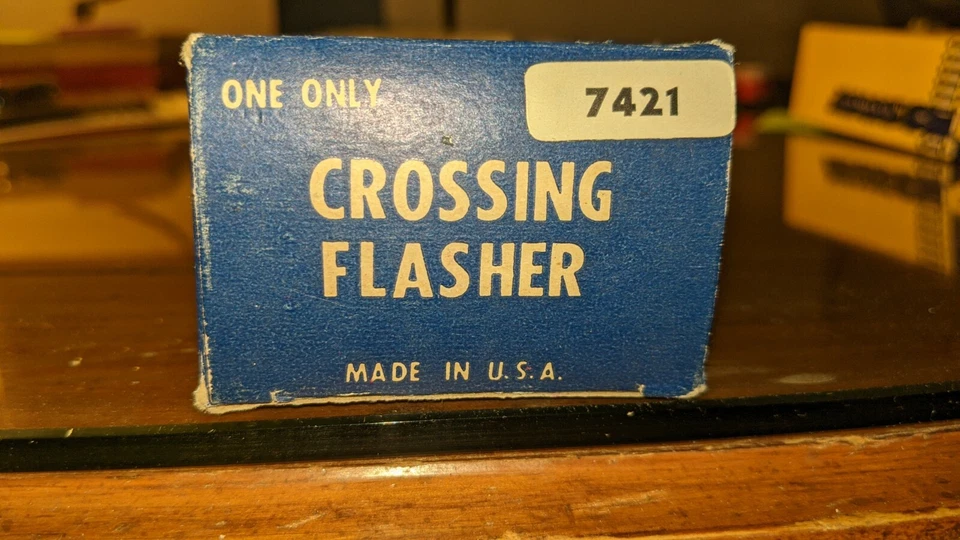 ONE ONLY
7421
CROSSING
FLASHER
MADE IN U.S.A.